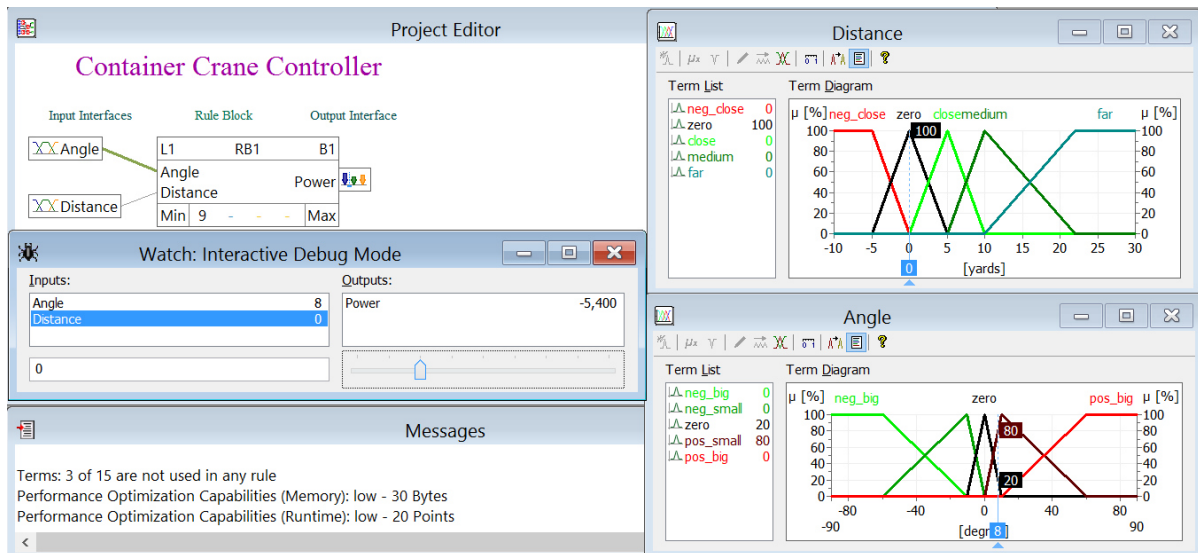 Project Editor
Container Crane Controller
Input Interfaces Rule Block Output Interface
Angle
Distance
L1 RB1 B1
Angle
Distance
Power
Min 9 - - - Max
Watch: Interactive Debug Mode
Inputs:
Angle 8
Distance 0
0
Outputs:
Power -5,400
Messages
Terms: 3 of 15 are not used in any rule
Performance Optimization Capabilities (Memory): low - 30 Bytes
Performance Optimization Capabilities (Runtime): low - 20 Points
Distance
Term List
neg_close 0
zero 100
close 0
medium 0
far 0
Term Diagram
µ [%] neg_close zero close medium far µ [%]
100 100 100
80 80
60 60
40 40
20 20
0 0
-10 -5 0 5 10 15 20 25 30
0 [yards]
Angle
Term List
neg_big 0
neg_small 0
zero 20
pos_small 80
pos_big 0
Term Diagram
µ [%] neg_big zero pos_big µ [%]
100 100
80 80 80
60 60
40 40
20 20 20
0 0
-80 -40 0 40 80
-90 [degr 8 ] 90